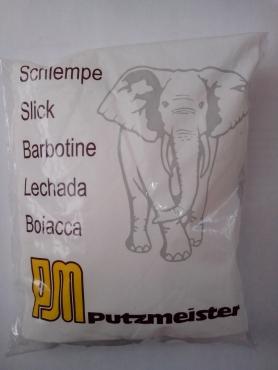 Schlempe
Slick
Barbotine
Lechada
Boiacca
PM Putzmeister